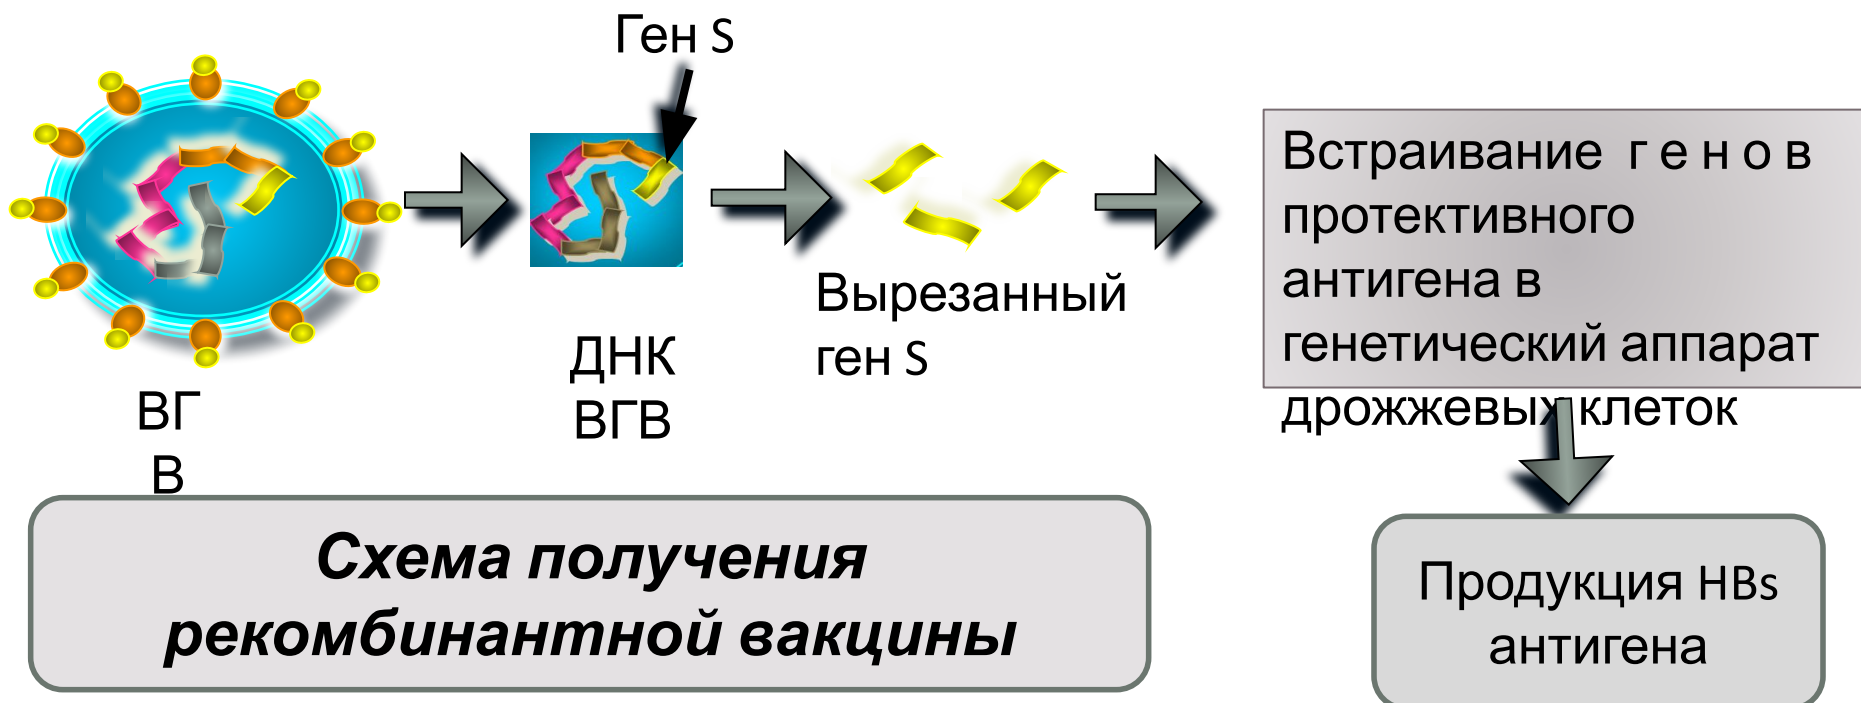 Ген S
ВГ
В
ДНК
ВГВ
Вырезанный
ген S
Встраивание г е н о в
протективного
антигена в
генетический аппарат
дрожжевых клеток
Схема получения
рекомбинантной вакцины
Продукция HBs
антигена